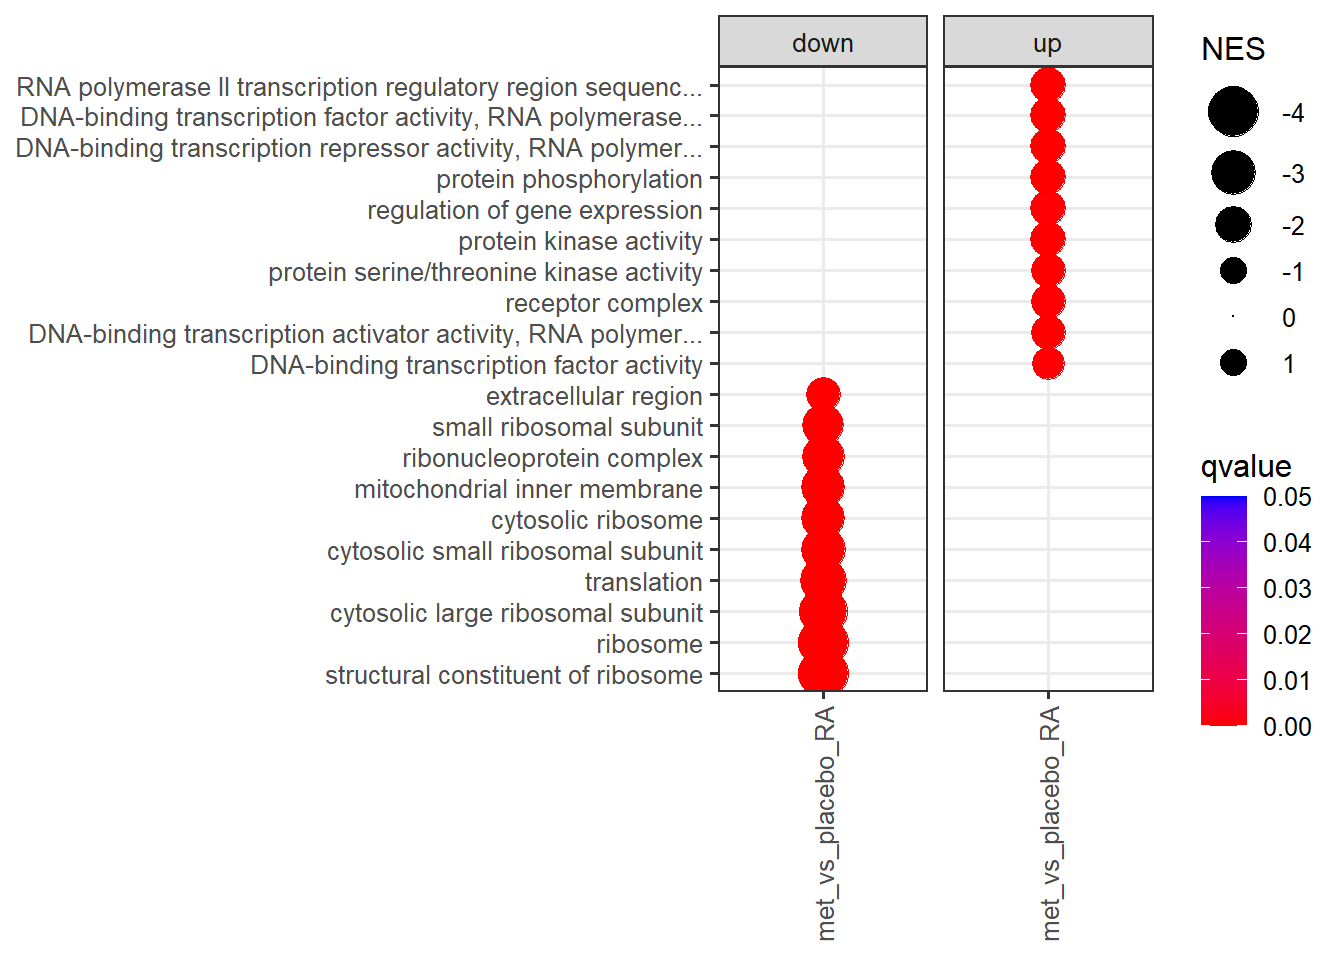 down
up
RNA polymerase II transcription regulatory region sequenc...
DNA-binding transcription factor activity, RNA polymerase...
DNA-binding transcription repressor activity, RNA polymer...
protein phosphorylation
regulation of gene expression
protein kinase activity
protein serine/threonine kinase activity
receptor complex
DNA-binding transcription activator activity, RNA polymer...
DNA-binding transcription factor activity
extracellular region
small ribosomal subunit
ribonucleoprotein complex
mitochondrial inner membrane
cytosolic ribosome
cytosolic small ribosomal subunit
translation
cytosolic large ribosomal subunit
ribosome
structural constituent of ribosome
met_vs_placebo_RA
met_vs_placebo_RA
NES
-4
-3
-2
-1
0
1
qvalue
0.05
0.04
0.03
0.02
0.01
0.00